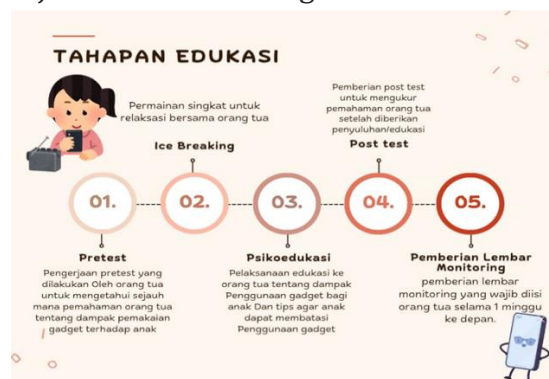 TAHAPAN EDUKASI
Permainan singkat untuk
relaksasi bersama orang tua
Ice Breaking
Pemberian post test
untuk mengukur
pemahaman orang tua
setelah diberikan
penyuluhan/edukasi
Post test
01.
02.
03.
04.
05.
Pretest
Pengerjaan pretest yang
dilakukan Oleh orang tua
untuk mengetahui sejauh
mana pemahaman orang tua
tentang dampak pemakaian
gadget terhadap anak
Psikoedukasi
Pelaksanaan edukasi ke
orang tua tentang dampak
Penggunaan gadget bagi
anak Dan tips agar anak
dapat membatasi
Penggunaan gadget
Pemberian Lembar
Monitoring
pemberian lembar
monitoring yang wajib diisi
orang tua selama 1 minggu
ke depan.